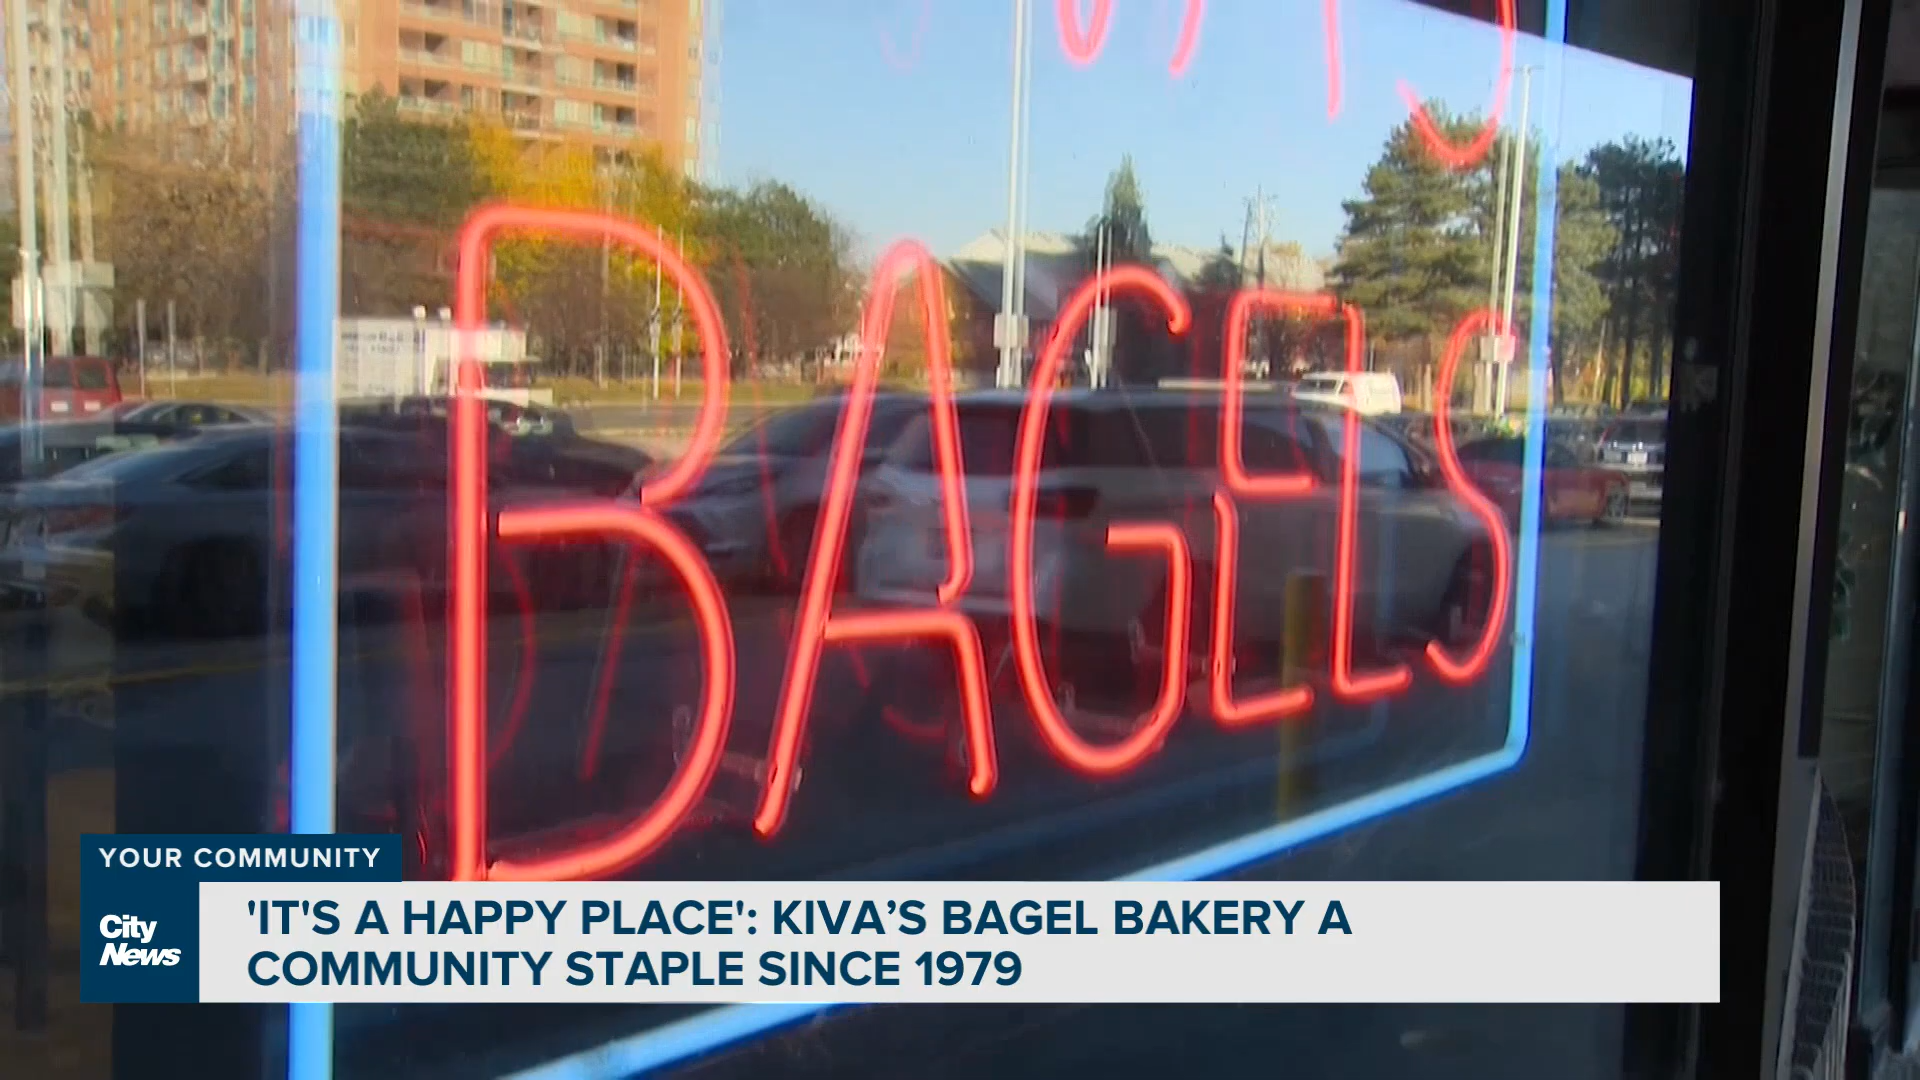 BAGELS
YOUR COMMUNITY
City
News
'IT'S A HAPPY PLACE': KIVA’S BAGEL BAKERY A
COMMUNITY STAPLE SINCE 1979